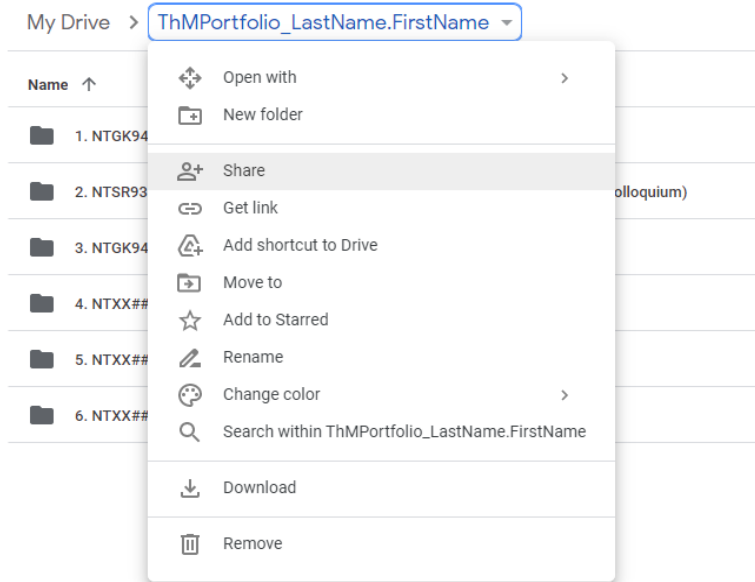 My Drive > ThMPortfolio_LastName.FirstName
Name
Open with
New folder
1. NTGK94
Share
2. NTSR93
olloquium)
Get link
3. NTGK94
Add shortcut to Drive
Move to
4. NTXX##
Add to Starred
5. NTXX##
Rename
Change color
6. NTXX##
Search within ThMPortfolio_LastName.FirstName
Download
Remove